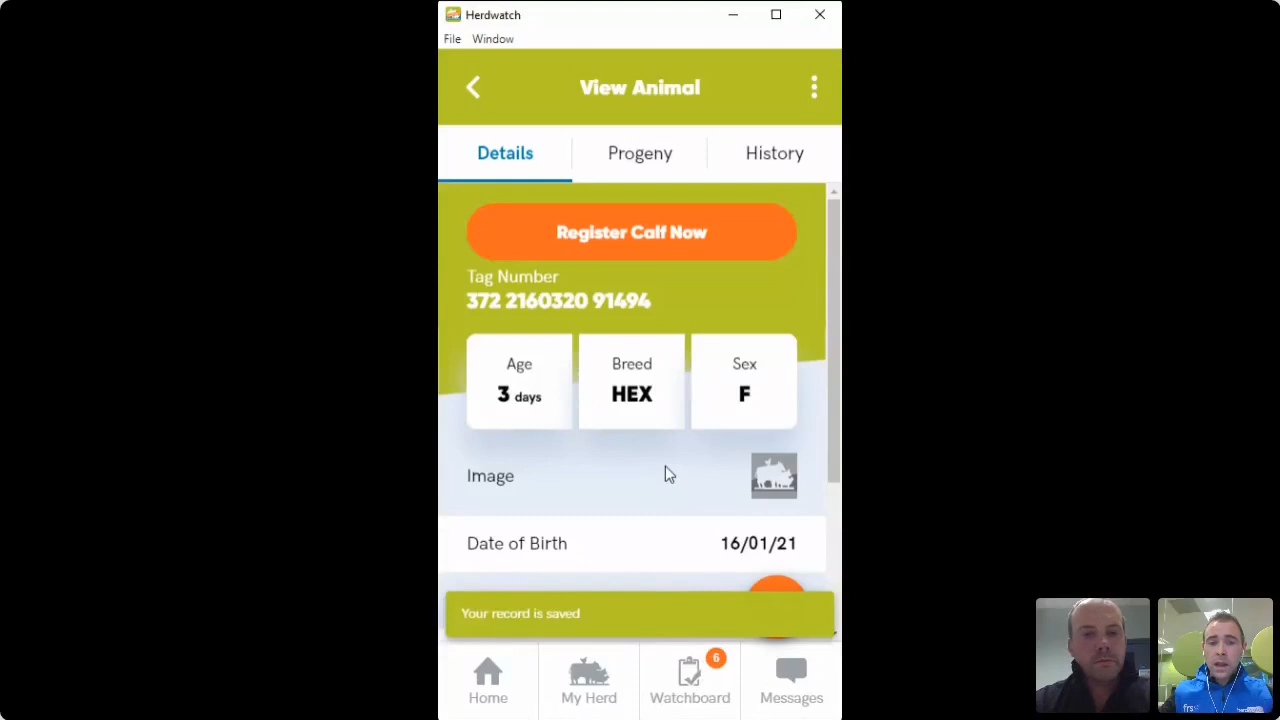 Herdwatch
File Window
View Animal
Details Progeny History
Register Calf Now
Tag Number
372 2160320 91494
Age Breed Sex
3 days HEX F
Image
Date of Birth 16/01/21
Your record is saved
6
Home My Herd Watchboard Messages
frs